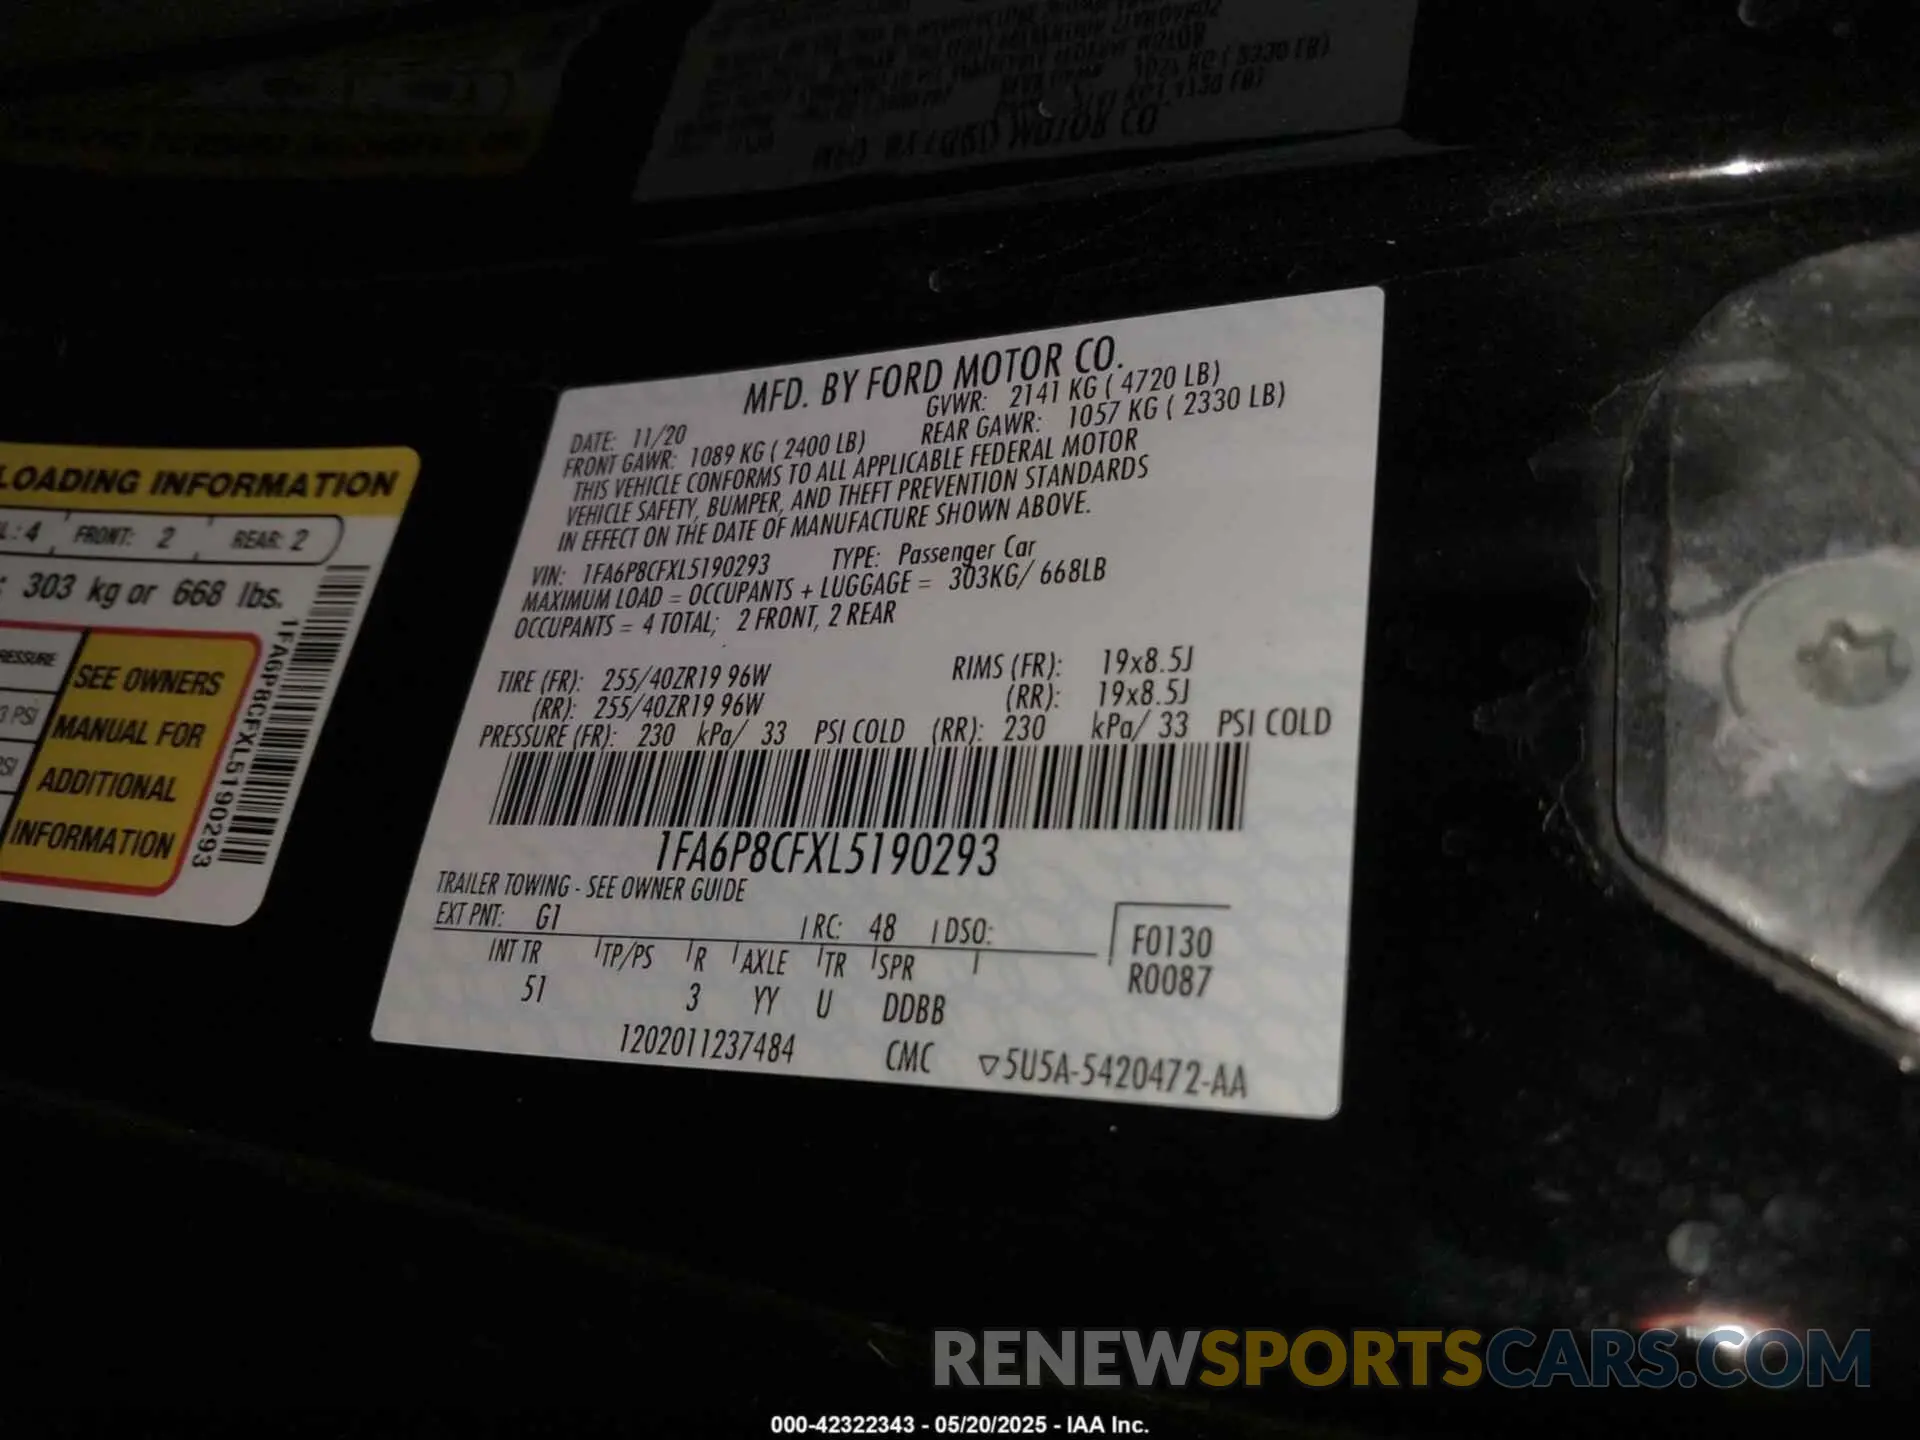 LOADING INFORMATION
L: 4 FRONT: 2 REAR: 2
: 303 kg or 668 lbs.
RESSURE
3 PSI
PSI
SEE OWNERS
MANUAL FOR
ADDITIONAL
INFORMATION
1FA6P8CFXL5190293
MFD. BY FORD MOTOR CO.
DATE: 11/20 GVWR: 2141 KG ( 4720 LB)
FRONT GAWR: 1089 KG ( 2400 LB) REAR GAWR: 1057 KG ( 2330 LB)
THIS VEHICLE CONFORMS TO ALL APPLICABLE FEDERAL MOTOR
VEHICLE SAFETY, BUMPER, AND THEFT PREVENTION STANDARDS
IN EFFECT ON THE DATE OF MANUFACTURE SHOWN ABOVE.
VIN: 1FA6P8CFXL5190293 TYPE: Passenger Car
MAXIMUM LOAD = OCCUPANTS + LUGGAGE = 303KG/ 668LB
OCCUPANTS = 4 TOTAL; 2 FRONT, 2 REAR
TIRE (FR): 255/40ZR19 96W RIMS (FR): 19x8.5J
(RR): 255/40ZR19 96W (RR): 19x8.5J
PRESSURE (FR): 230 kPa/ 33 PSI COLD (RR): 230 kPa/ 33 PSI COLD
1FA6P8CFXL5190293
TRAILER TOWING - SEE OWNER GUIDE
EXT PNT: G1 RC: 48 DSO:
F0130
INT TR TP/PS R AXLE TR SPR
R0087
51 3 YY U DDBB
1202011237484 CMC ▽5U5A-5420472-AA
RENEWSPORTSCARS.COM
000-42322343 - 05/20/2025 - IAA Inc.